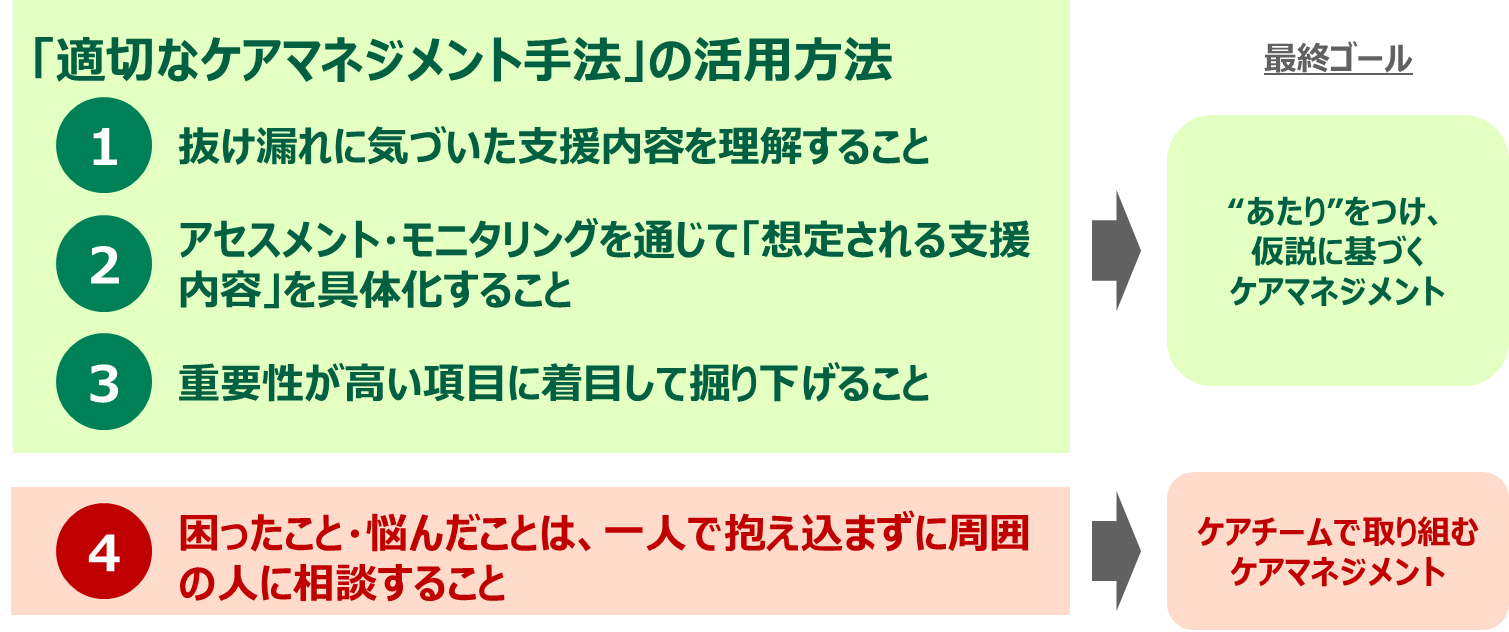 「適切なケアマネジメント手法」の活用方法
1 抜け漏れに気づいた支援内容を理解すること
2 アセスメント・モニタリングを通じて「想定される支援
内容」を具体化すること
3 重要性が高い項目に着目して掘り下げること
4 困ったこと・悩んだことは、一人で抱え込まずに周囲
の人に相談すること
最終ゴール
“あたり”をつけ、
仮説に基づく
ケアマネジメント
ケアチームで取り組む
ケアマネジメント